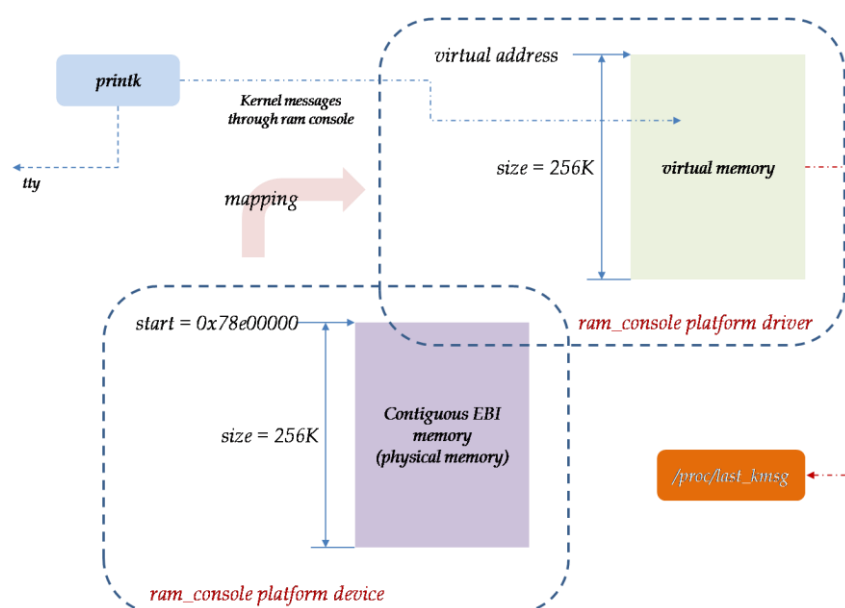 virtual address
printk
Kernel messages
through ram console
tty
size = 256K
virtual memory
mapping
start = 0x78e00000
ram_console platform driver
Contiguous EBI
memory
(physical memory)
size = 256K
/proc/last_kmsg
ram_console platform device